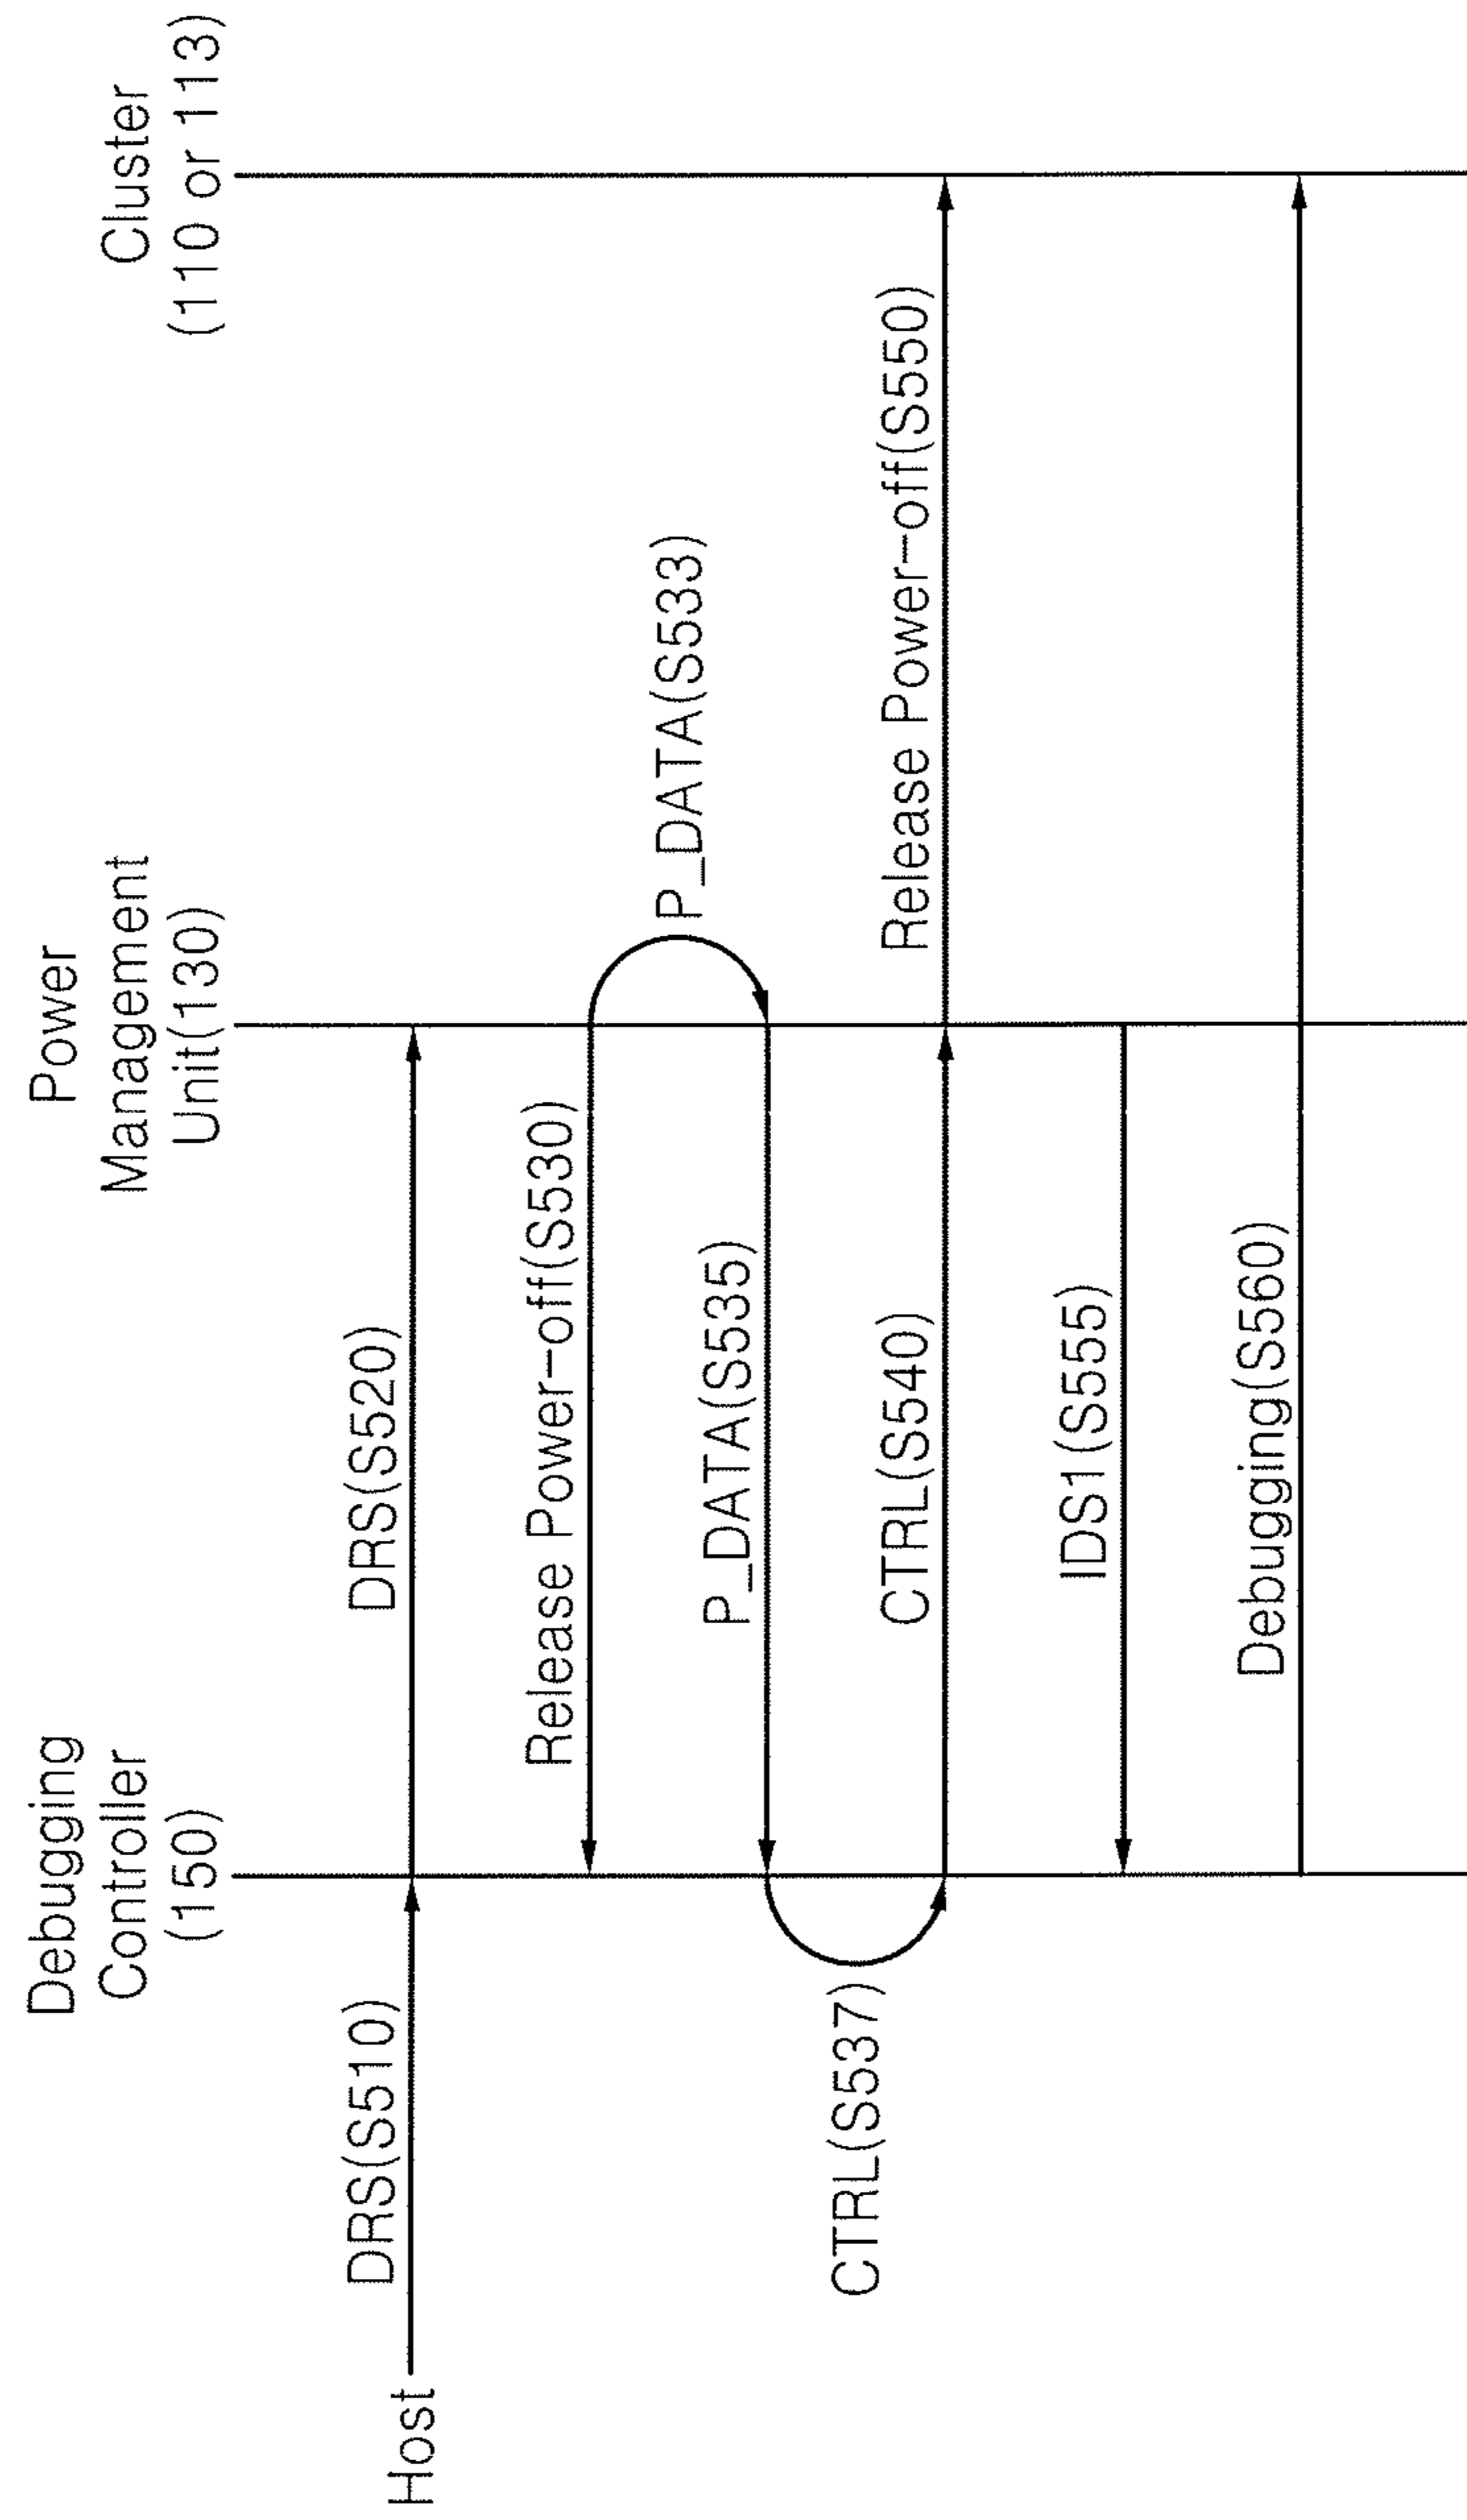 Debugging
Controller
(150)
Power
Management
Unit(130)
Cluster
(110 or 113)
Host
DRS(S510)
DRS(S520)
Release Power-off(S530)
P_DATA(S533)
P_DATA(S535)
CTRL(S537)
CTRL(S540)
Release Power-off(S550)
IDS1(S555)
Debugging(S560)